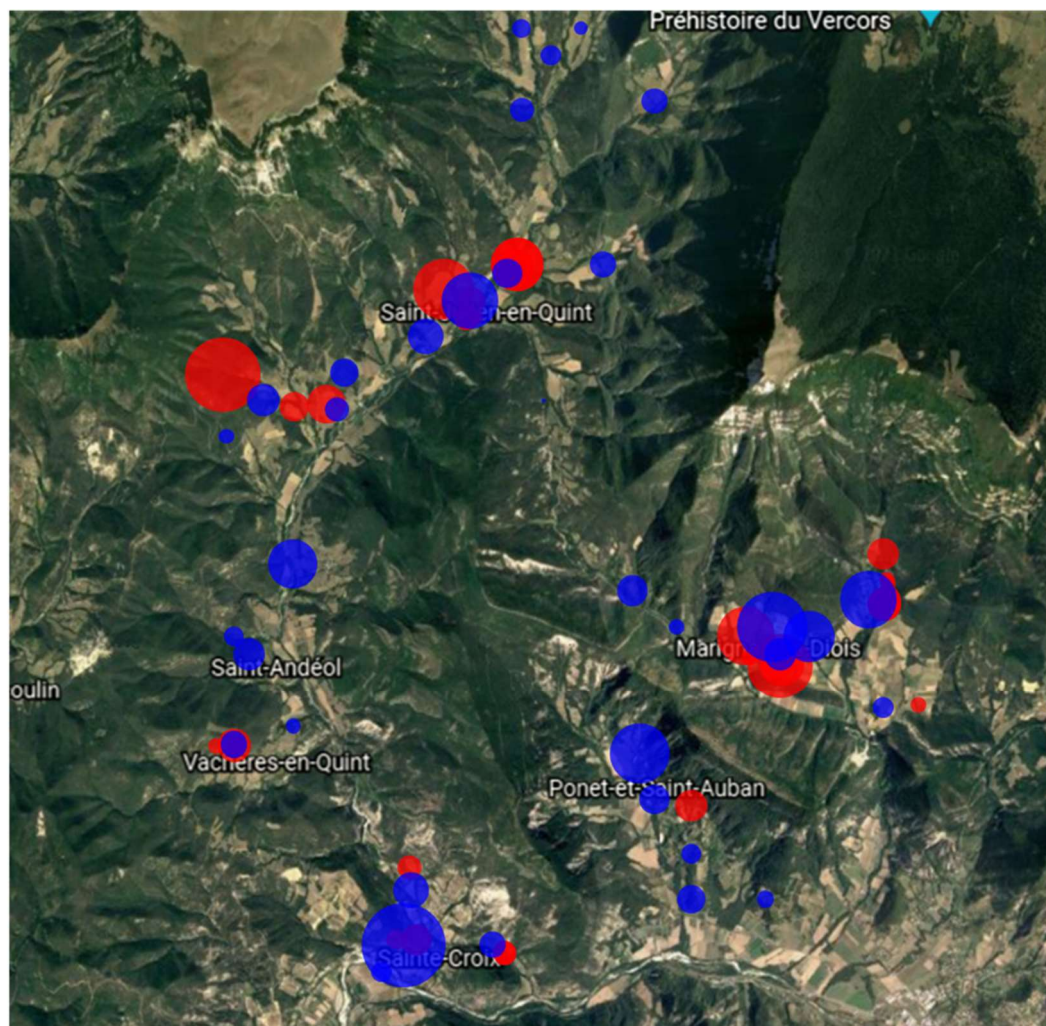 Préhistoire du Vercors
Saint- en-Quint
Marign -Diois
Saint-Andéol
oulin
Vachères-en-Quint
Ponet-et-Saint-Auban
Sainte-Croix